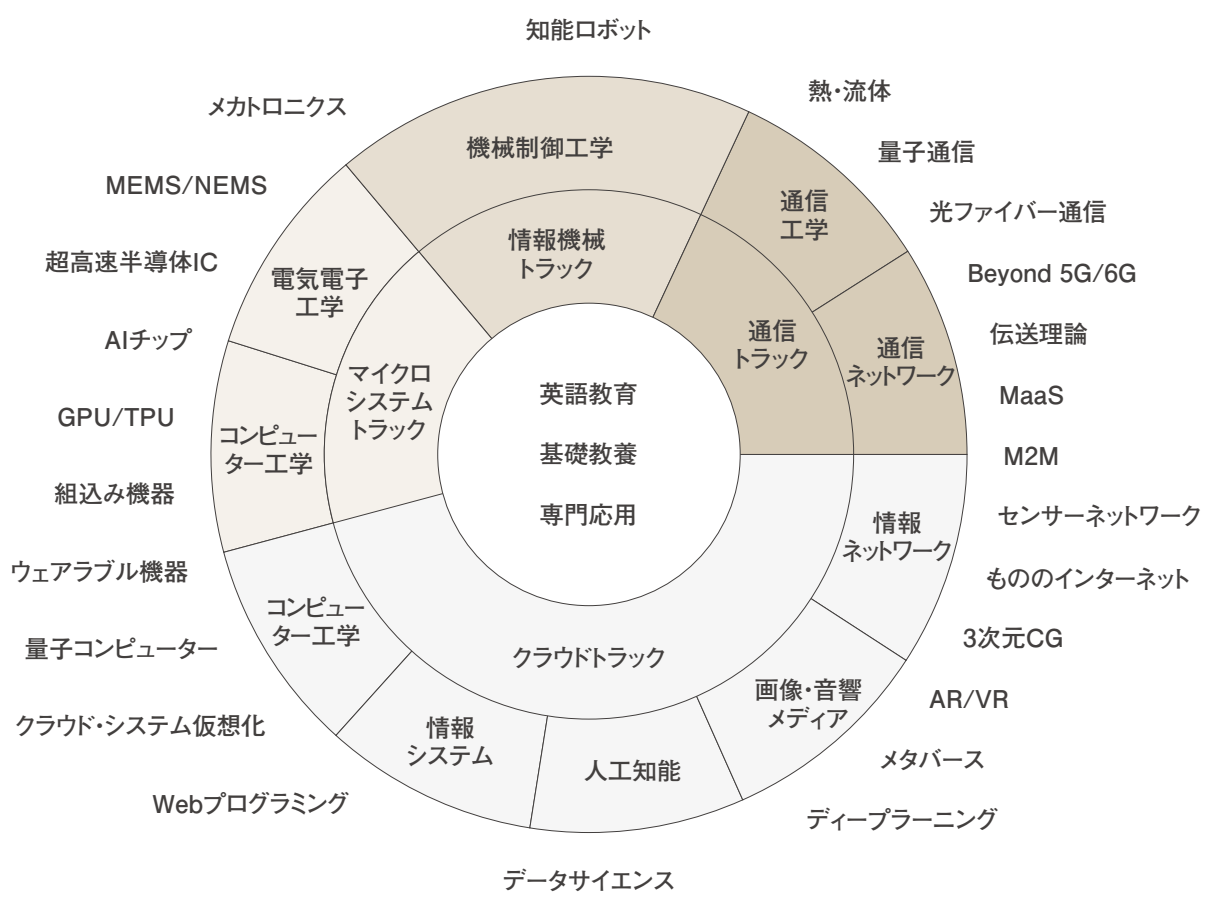 知能ロボット
熱・流体
量子通信
光ファイバー通信
Beyond 5G/6G
伝送理論
MaaS
M2M
センサーネットワーク
もののインターネット
3次元CG
AR/VR
メタバース
ディープラーニング
データサイエンス
Webプログラミング
クラウド・システム仮想化
量子コンピューター
ウェアラブル機器
組込み機器
GPU/TPU
AIチップ
超高速半導体IC
MEMS/NEMS
メカトロニクス
機械制御工学
通信
工学
通信
ネットワーク
情報
ネットワーク
画像・音響
メディア
人工知能
情報
システム
コンピュー
ター工学
コンピュー
ター工学
電気電子
工学
情報機械
トラック
通信
トラック
クラウドトラック
マイクロ
システム
トラック
英語教育
基礎教養
専門応用